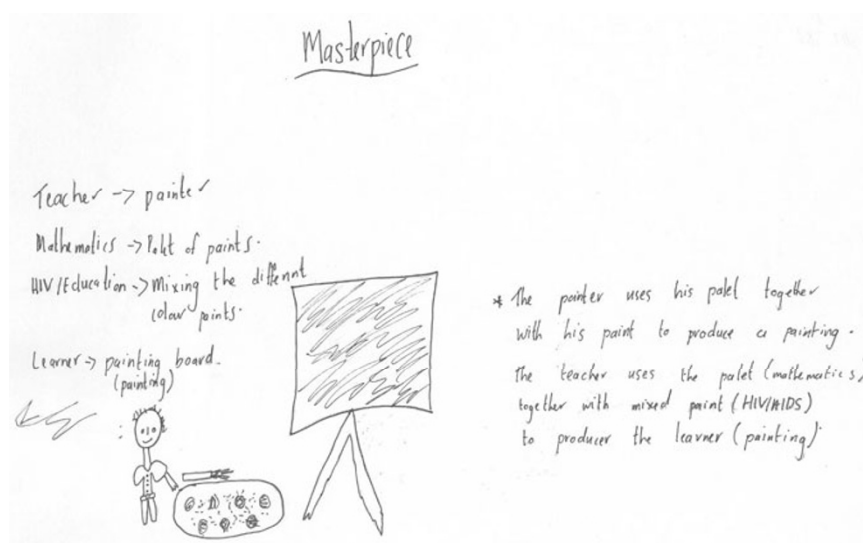 Masterpiece
Teacher -> painter
Mathematics -> Palet of paints.
HIV/Education -> Mixing the different
colour paints.
Learner -> painting board.
(painting)
* The painter uses his palet together
with his paint to produce a painting.
The teacher uses the palet (mathematics)
together with mixed paint (HIV/AIDS)
to producer the learner (painting).